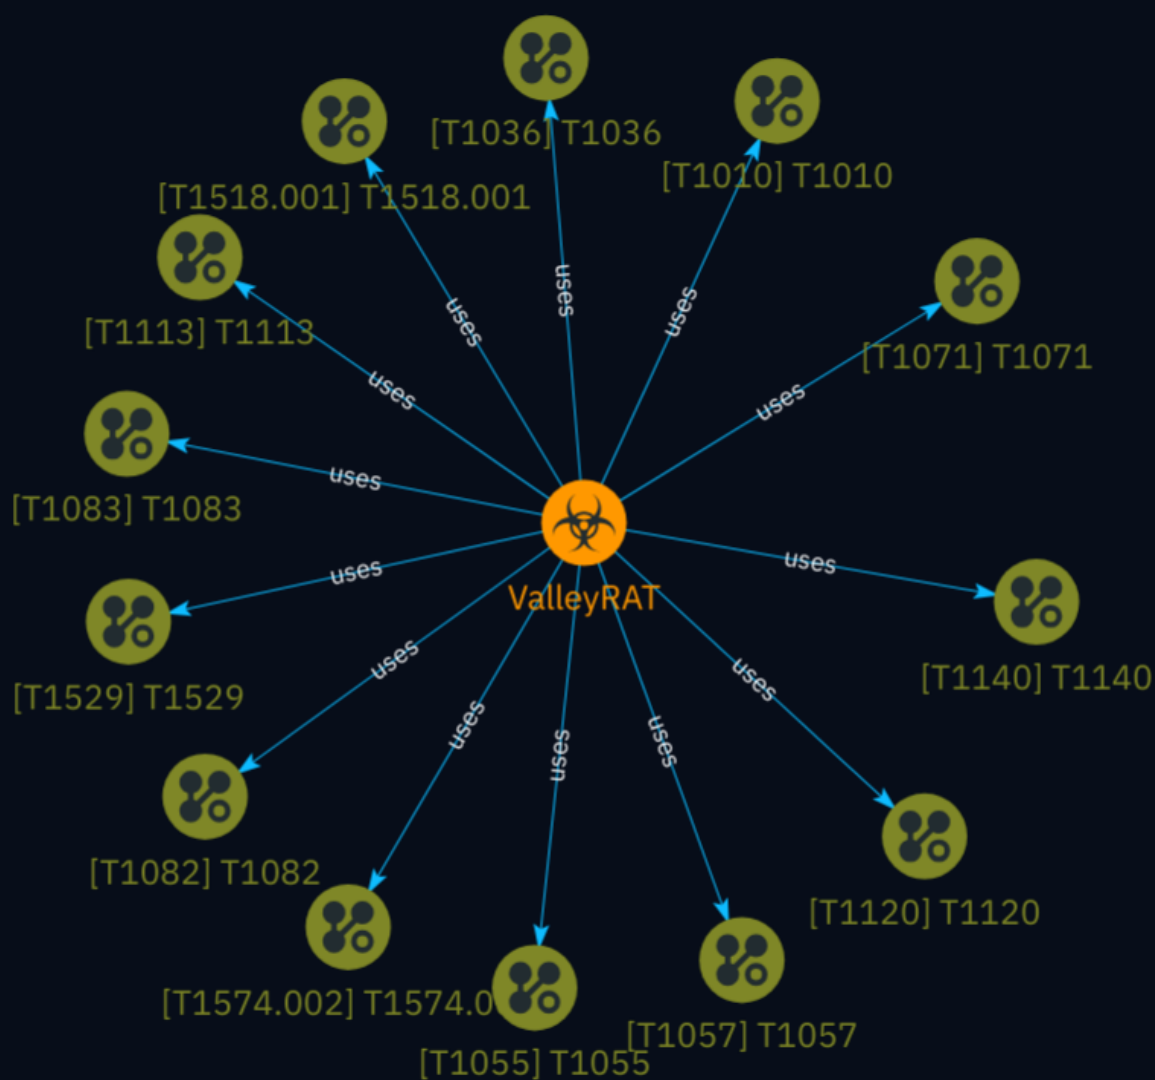 [T1036] T1036
[T1010] T1010
[T1518.001] T1518.001
uses
[T1113] T1113
uses
uses
uses
[T1071] T1071
uses
uses
[T1083] T1083
uses
uses
uses
ValleyRAT
[T1529] T1529
uses
uses
[T1140] T1140
uses
uses
uses
[T1082] T1082
[T1120] T1120
[T1574.002] T1574.0
[T1057] T1057
[T1055] T1055